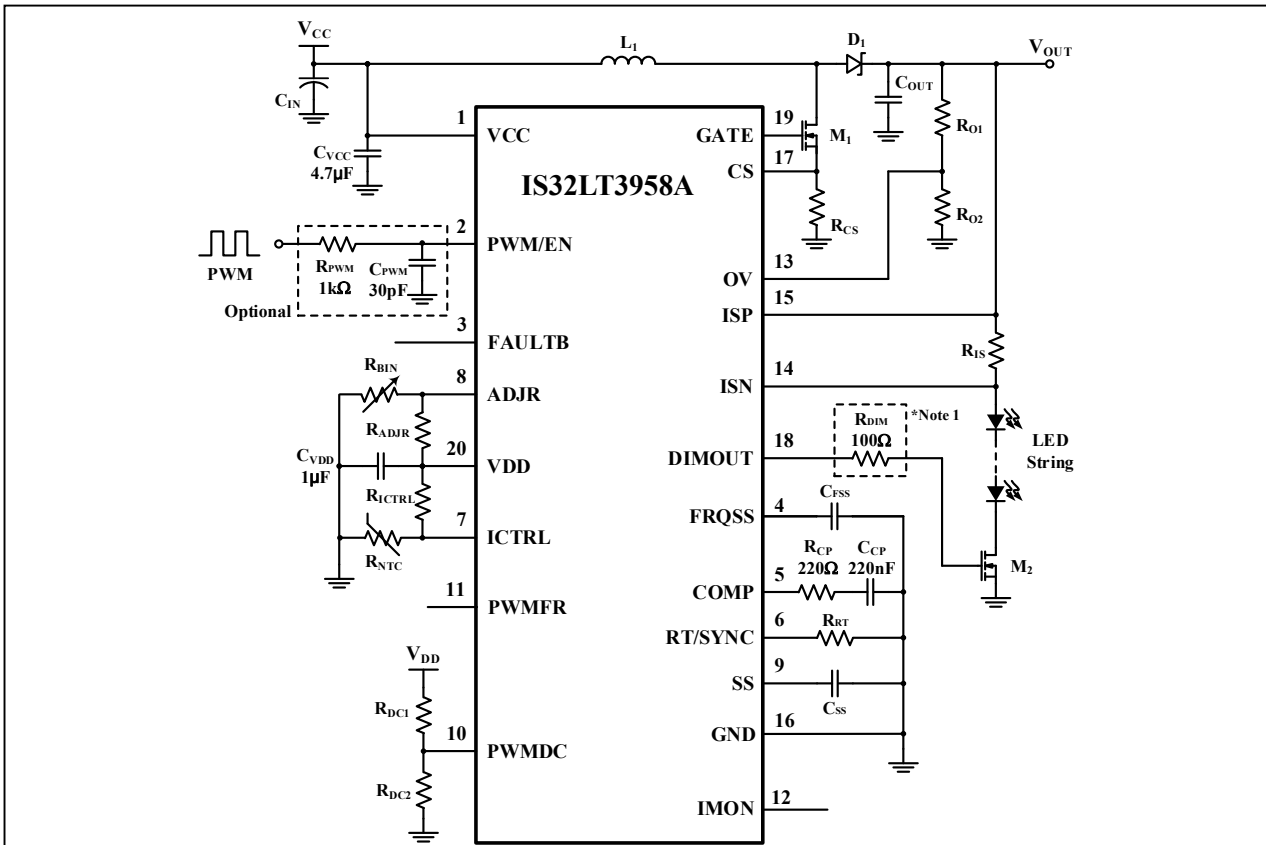 VCC
L1
D1
VOUT
CIN
COUT
1
VCC
CVCC
4.7µF
19
GATE
M1
RO1
17
CS
IS32LT3958A
RCS
RO2
2
PWM/EN
PWM
RPWM
1kΩ
CPWM
30pF
Optional
13
OV
15
ISP
3
FAULTB
RIS
RBIN
8
ADJR
14
ISN
RADJR
RDIM
100Ω
*Note 1
CVDD
1µF
20
VDD
18
DIMOUT
LED
String
RICTRL
CFSS
4
FRQSS
7
ICTRL
RNTC
RCP
220Ω
CCP
220nF
5
COMP
M2
11
PWMFR
6
RT/SYNC
RRT
VDD
9
SS
CSS
RDC1
16
GND
10
PWMDC
RDC2
12
IMON